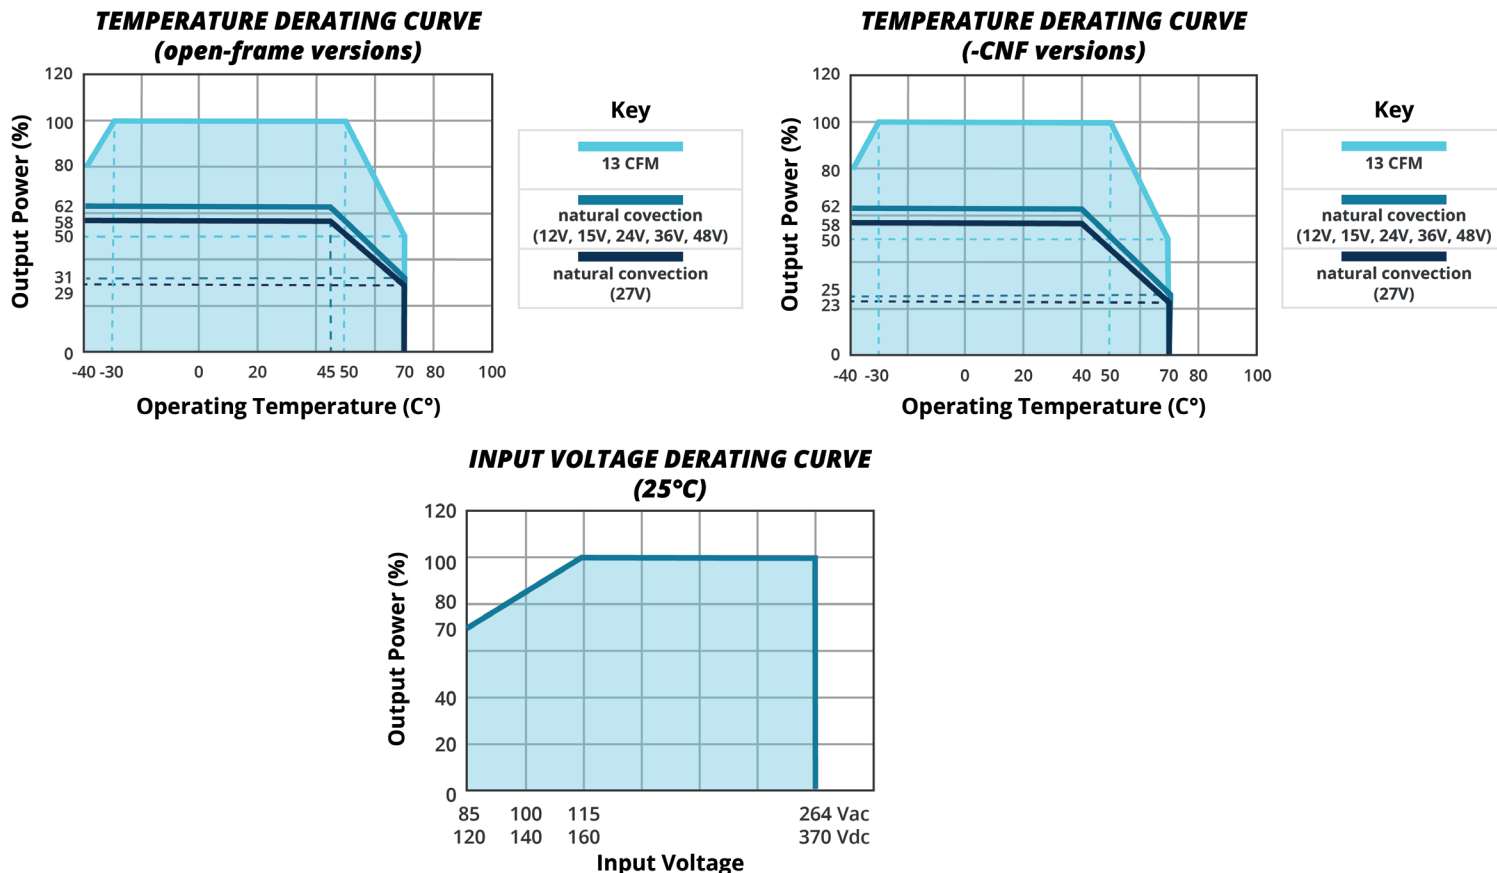 TEMPERATURE DERATING CURVE
(open-frame versions)
Output Power (%)
120
100
80
62
58
50
31
29
0
-40 -30 0 20 45 50 70 80 100
Operating Temperature (C°)
Key
13 CFM
natural covection
(12V, 15V, 24V, 36V, 48V)
natural convection
(27V)
TEMPERATURE DERATING CURVE
(-CNF versions)
Output Power (%)
120
100
80
62
58
50
25
23
0
-40 -30 0 20 40 50 70 80 100
Operating Temperature (C°)
Key
13 CFM
natural covection
(12V, 15V, 24V, 36V, 48V)
natural convection
(27V)
INPUT VOLTAGE DERATING CURVE
(25°C)
Output Power (%)
120
100
80
70
40
20
0
85 100 115 264 Vac
120 140 160 370 Vdc
Input Voltage